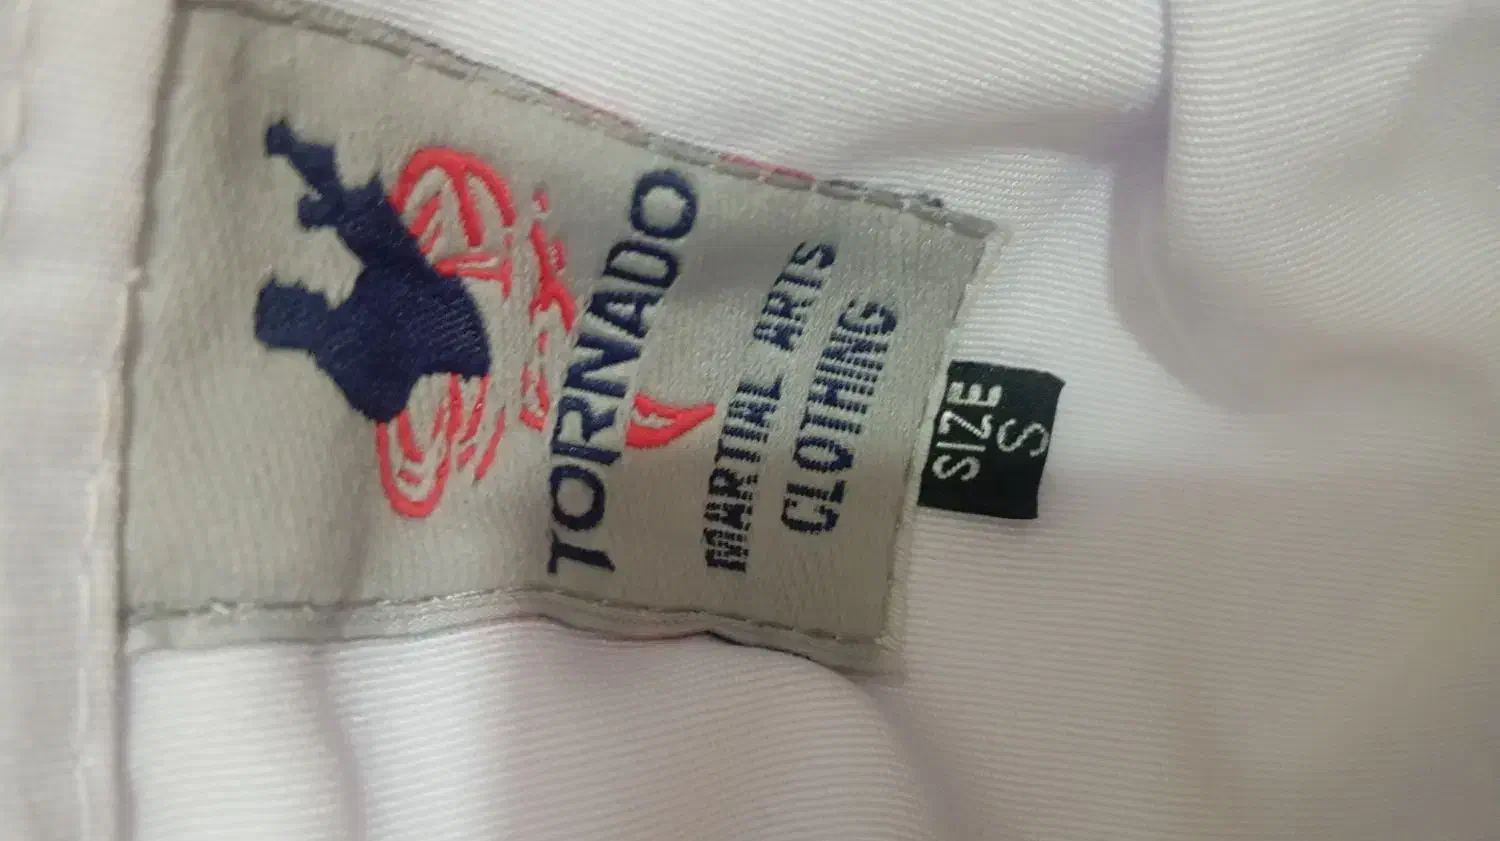 TORNADO
MARTIAL ARTS
CLOTHING
SIZE
S